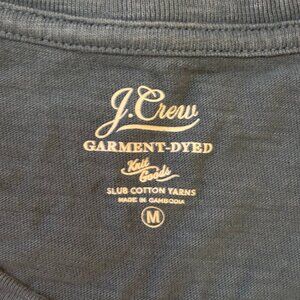 J.Crew
GARMENT-DYED
Knit
Goods
SLUB COTTON YARNS
MADE IN CAMBODIA
M